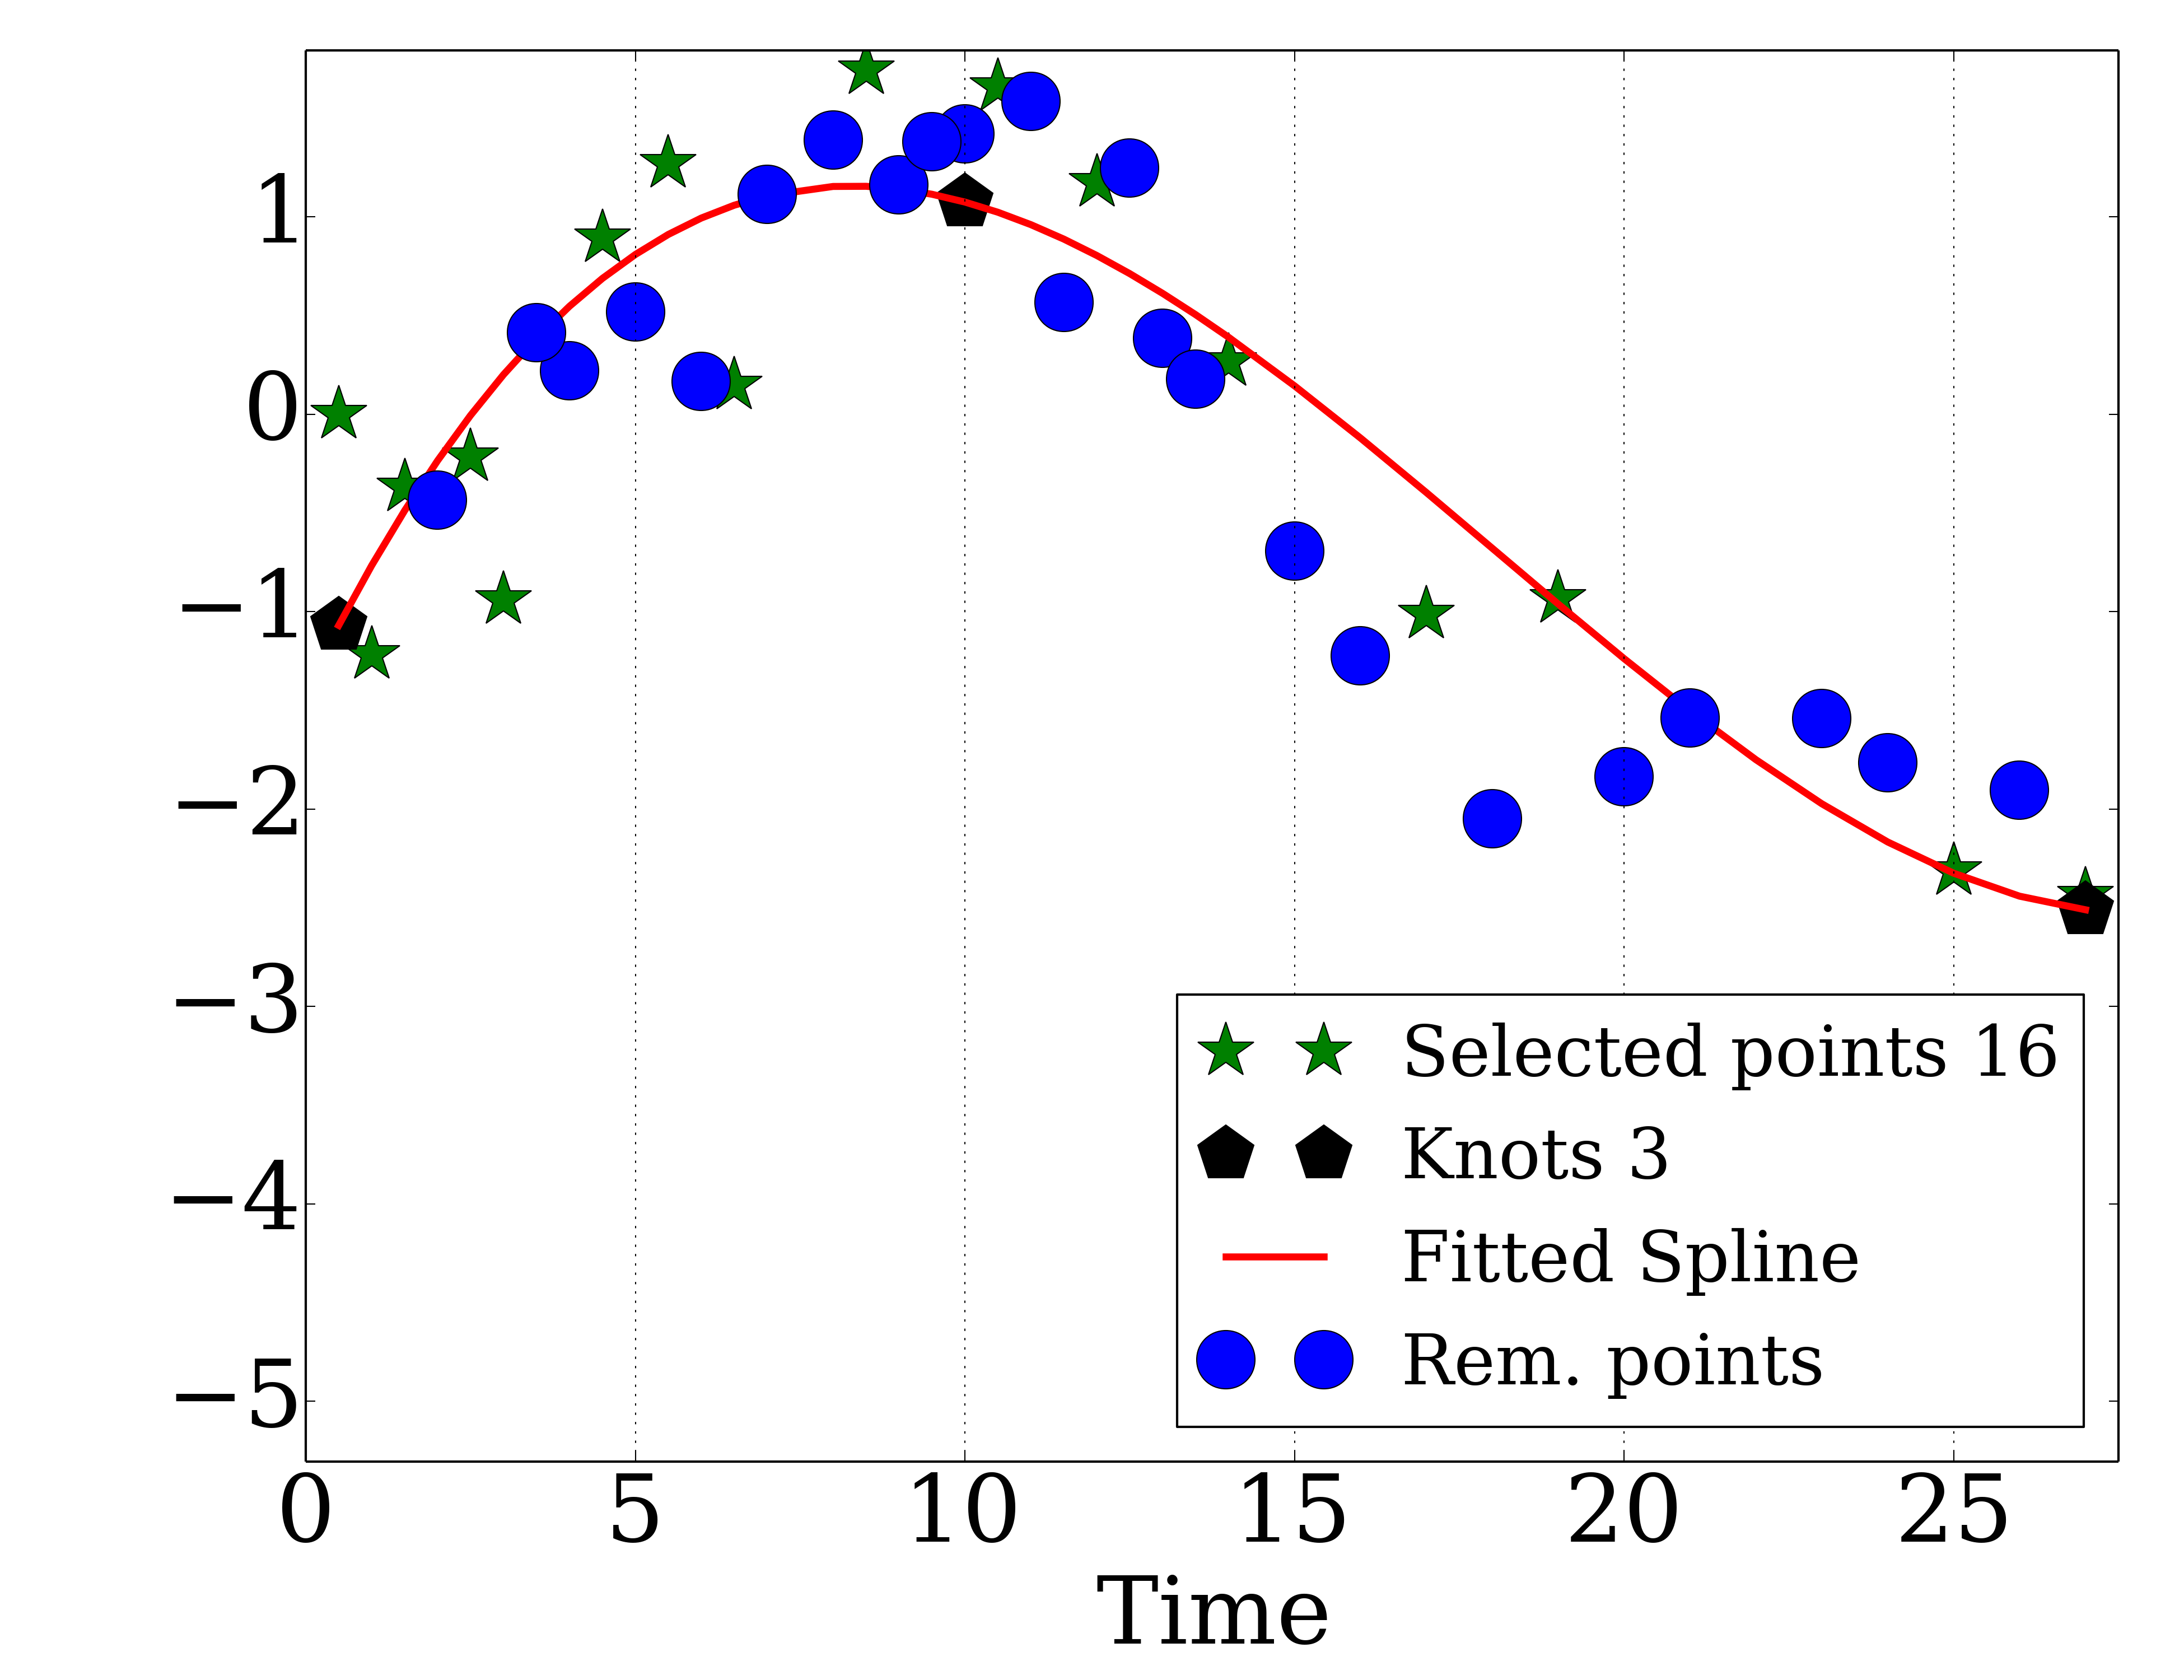 1
0
−1
−2
−3
−4
−5
Selected points 16
Knots 3
Fitted Spline
Rem. points
0 5 10 15 20 25
Time